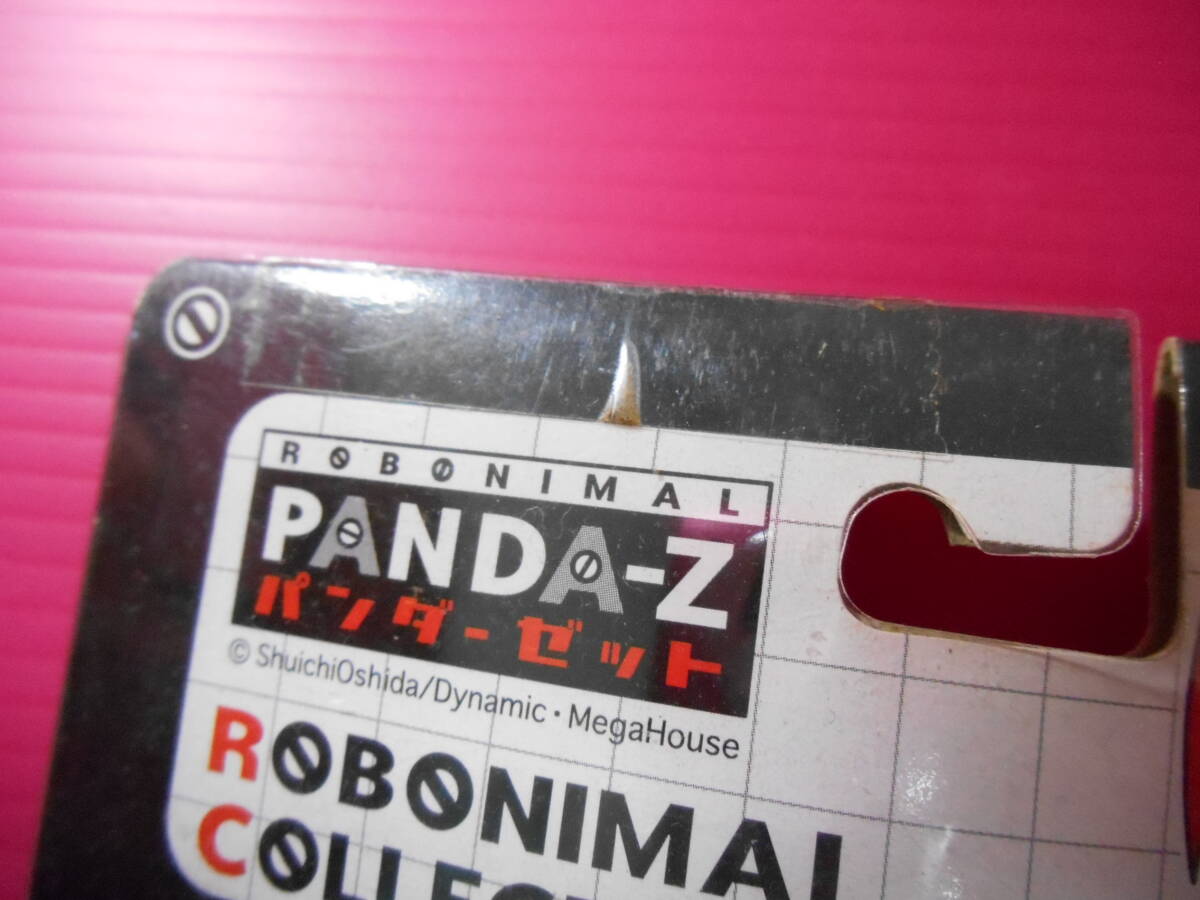 ROBONIMAL
PANDA-Z
パンダーゼット
© ShuichiOshida/Dynamic・MegaHouse
ROBONIMAL